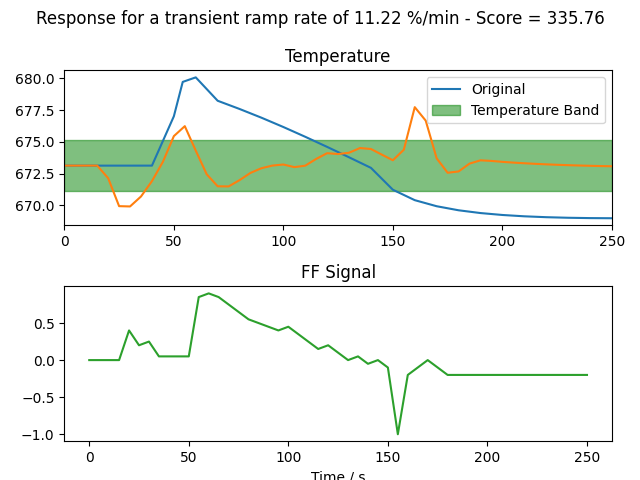 Response for a transient ramp rate of 11.22 %/min - Score = 335.76
Temperature
680.0
677.5
675.0
672.5
670.0
Original
Temperature Band
0 50 100 150 200 250
FF Signal
0.5
0.0
−0.5
−1.0
0 50 100 150 200 250
Time / s